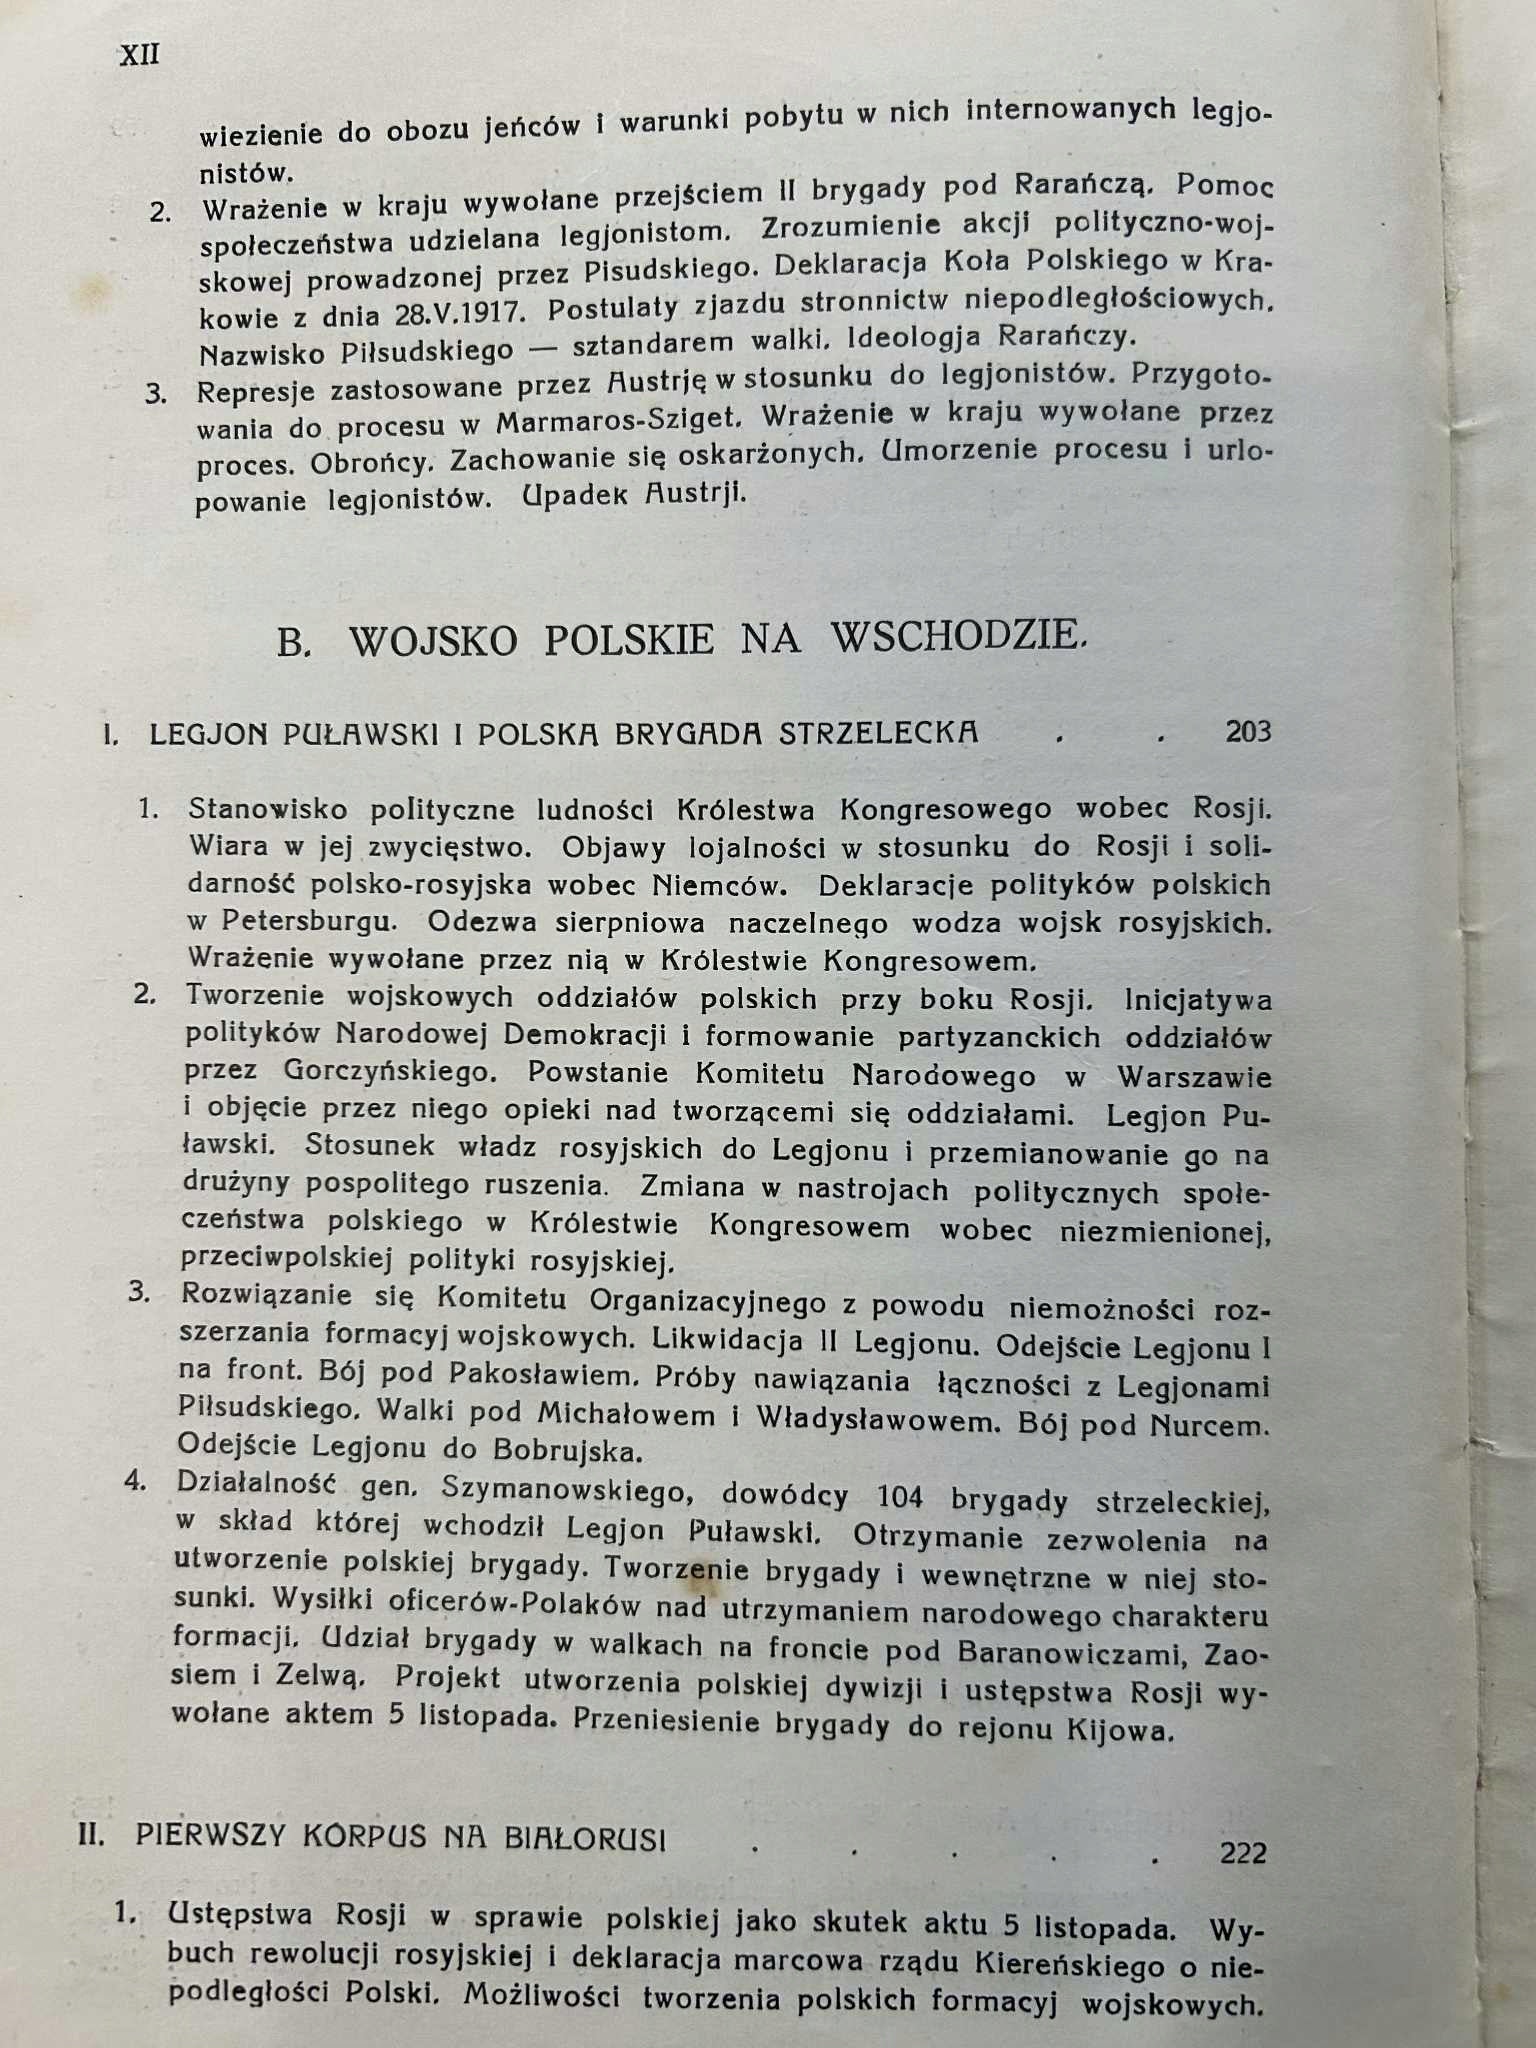 XII
wiezienie do obozu jeńców i warunki pobytu w nich internowanych legjo-
nistów.
2. Wrażenie w kraju wywołane przejściem II brygady pod Rarańczą. Pomoc
społeczeństwa udzielana legjonistom. Zrozumienie akcji polityczno-woj-
skowej prowadzonej przez Pisudskiego. Deklaracja Koła Polskiego w Kra-
kowie z dnia 28.V.1917. Postulaty zjazdu stronnictw niepodległościowych.
Nazwisko Piłsudskiego — sztandarem walki. Ideologja Rarańczy.
3. Represje zastosowane przez Austrję w stosunku do legjonistów. Przygoto-
wania do procesu w Marmaros-Sziget. Wrażenie w kraju wywołane przez
proces. Obrońcy. Zachowanie się oskarżonych. Umorzenie procesu i urlo-
powanie legjonistów. Upadek Austrji.
B. WOJSKO POLSKIE NA WSCHODZIE.
I. LEGJON PUŁAWSKI I POLSKA BRYGADA STRZELECKA . . 203
1. Stanowisko polityczne ludności Królestwa Kongresowego wobec Rosji.
Wiara w jej zwycięstwo. Objawy lojalności w stosunku do Rosji i soli-
darność polsko-rosyjska wobec Niemców. Deklaracje polityków polskich
w Petersburgu. Odezwa sierpniowa naczelnego wodza wojsk rosyjskich.
Wrażenie wywołane przez nią w Królestwie Kongresowem.
2. Tworzenie wojskowych oddziałów polskich przy boku Rosji. Inicjatywa
polityków Narodowej Demokracji i formowanie partyzanckich oddziałów
przez Gorczyńskiego. Powstanie Komitetu Narodowego w Warszawie
i objęcie przez niego opieki nad tworzącemi się oddziałami. Legjon Pu-
ławski. Stosunek władz rosyjskich do Legjonu i przemianowanie go na
drużyny pospolitego ruszenia. Zmiana w nastrojach politycznych społe-
czeństwa polskiego w Królestwie Kongresowem wobec niezmienionej,
przeciwpolskiej polityki rosyjskiej.
3. Rozwiązanie się Komitetu Organizacyjnego z powodu niemożności roz-
szerzania formacyj wojskowych. Likwidacja II Legjonu. Odejście Legjonu I
na front. Bój pod Pakosławiem. Próby nawiązania łączności z Legjonami
Piłsudskiego. Walki pod Michałowem i Władysławowem. Bój pod Nurcem.
Odejście Legjonu do Bobrujska.
4. Działalność gen. Szymanowskiego, dowódcy 104 brygady strzeleckiej,
w skład której wchodził Legjon Puławski. Otrzymanie zezwolenia na
utworzenie polskiej brygady. Tworzenie brygady i wewnętrzne w niej sto-
sunki. Wysiłki oficerów-Polaków nad utrzymaniem narodowego charakteru
formacji. Udział brygady w walkach na froncie pod Baranowiczami, Zao-
siem i Zelwą. Projekt utworzenia polskiej dywizji i ustępstwa Rosji wy-
wołane aktem 5 listopada. Przeniesienie brygady do rejonu Kijowa.
II. PIERWSZY KORPUS NA BIAŁORUSI . . . . . 222
1. Ustępstwa Rosji w sprawie polskiej jako skutek aktu 5 listopada. Wy-
buch rewolucji rosyjskiej i deklaracja marcowa rządu Kiereńskiego o nie-
podległości Polski. Możliwości tworzenia polskich formacyj wojskowych.